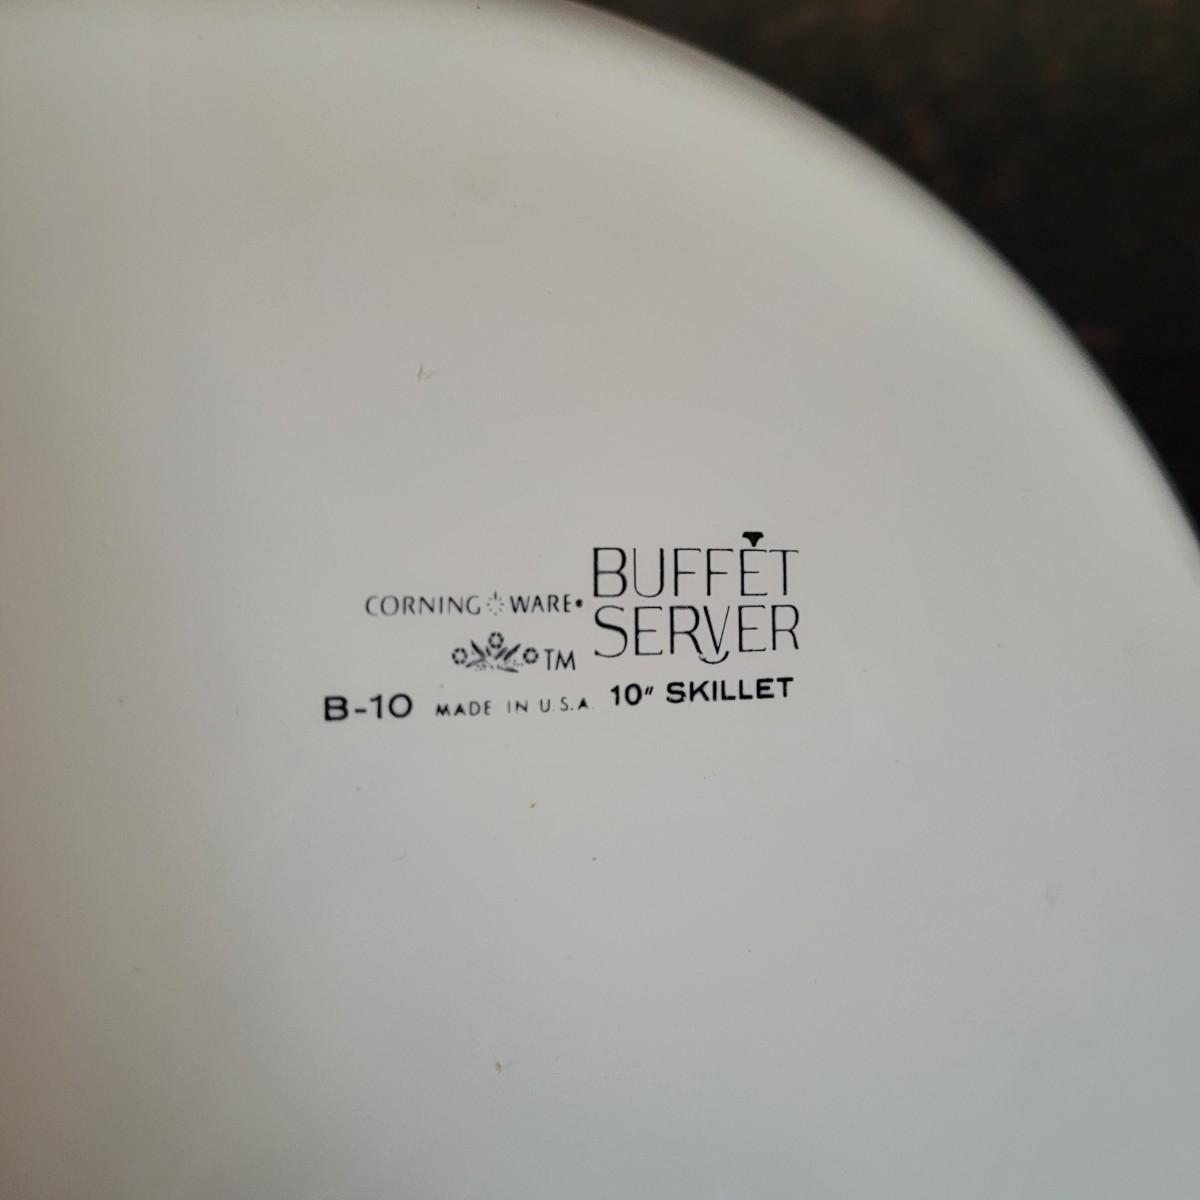 BUFFET
SERVER
CORNING WARE®
TM
B-10 MADE IN U.S.A. 10" SKILLET